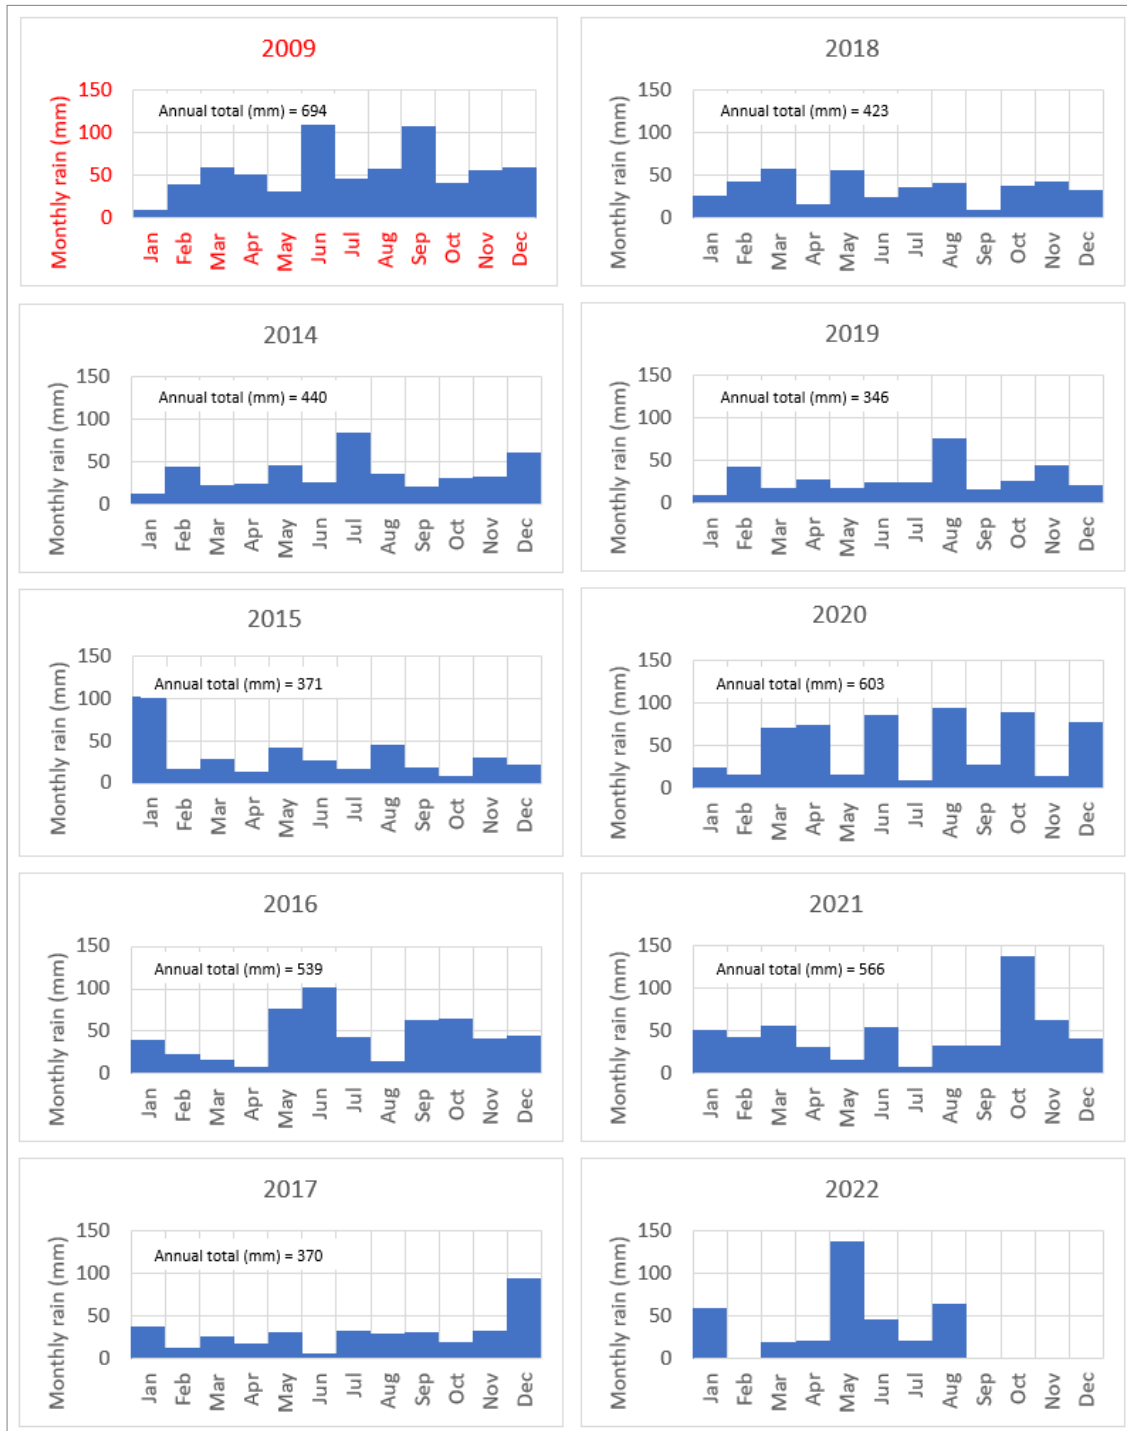 2009
Monthly rain (mm)
150
100
50
0
Annual total (mm) = 694
Jan Feb Mar Apr May Jun Jul Aug Sep Oct Nov Dec
2018
Monthly rain (mm)
150
100
50
0
Annual total (mm) = 423
Jan Feb Mar Apr May Jun Jul Aug Sep Oct Nov Dec
2014
Monthly rain (mm)
150
100
50
0
Annual total (mm) = 440
Jan Feb Mar Apr May Jun Jul Aug Sep Oct Nov Dec
2019
Monthly rain (mm)
150
100
50
0
Annual total (mm) = 346
Jan Feb Mar Apr May Jun Jul Aug Sep Oct Nov Dec
2015
Monthly rain (mm)
150
100
50
0
Annual total (mm) = 371
Jan Feb Mar Apr May Jun Jul Aug Sep Oct Nov Dec
2020
Monthly rain (mm)
150
100
50
0
Annual total (mm) = 603
Jan Feb Mar Apr May Jun Jul Aug Sep Oct Nov Dec
2016
Monthly rain (mm)
150
100
50
0
Annual total (mm) = 539
Jan Feb Mar Apr May Jun Jul Aug Sep Oct Nov Dec
2021
Monthly rain (mm)
150
100
50
0
Annual total (mm) = 566
Jan Feb Mar Apr May Jun Jul Aug Sep Oct Nov Dec
2017
Monthly rain (mm)
150
100
50
0
Annual total (mm) = 370
Jan Feb Mar Apr May Jun Jul Aug Sep Oct Nov Dec
2022
Monthly rain (mm)
150
100
50
0
Jan Feb Mar Apr May Jun Jul Aug Sep Oct Nov Dec